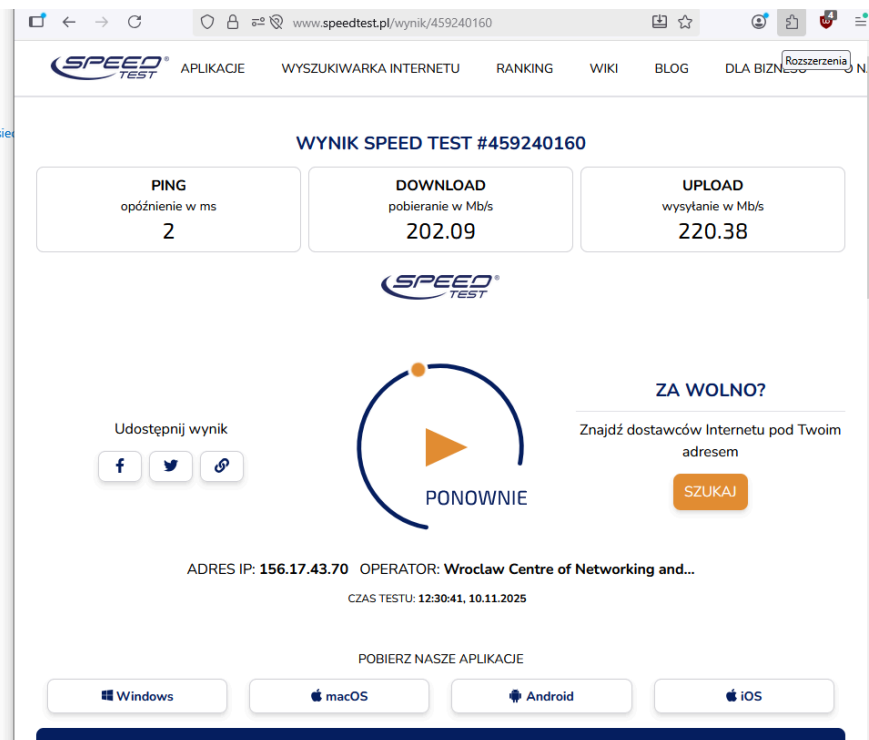 www.speedtest.pl/wynik/459240160
4
Rozszerzenia
SPEED TEST® APLIKACJE WYSZUKIWARKA INTERNETU RANKING WIKI BLOG DLA BIZNESU O N
WYNIK SPEED TEST #459240160
PING DOWNLOAD UPLOAD
opóźnienie w ms pobieranie w Mb/s wysyłanie w Mb/s
2 202.09 220.38
SPEED TEST®
ZA WOLNO?
Udostępnij wynik
Znajdź dostawców Internetu pod Twoim
adresem
SZUKAJ
PONOWNIE
ADRES IP: 156.17.43.70 OPERATOR: Wroclaw Centre of Networking and...
CZAS TESTU: 12:30:41, 10.11.2025
POBIERZ NASZE APLIKACJE
Windows macOS Android iOS